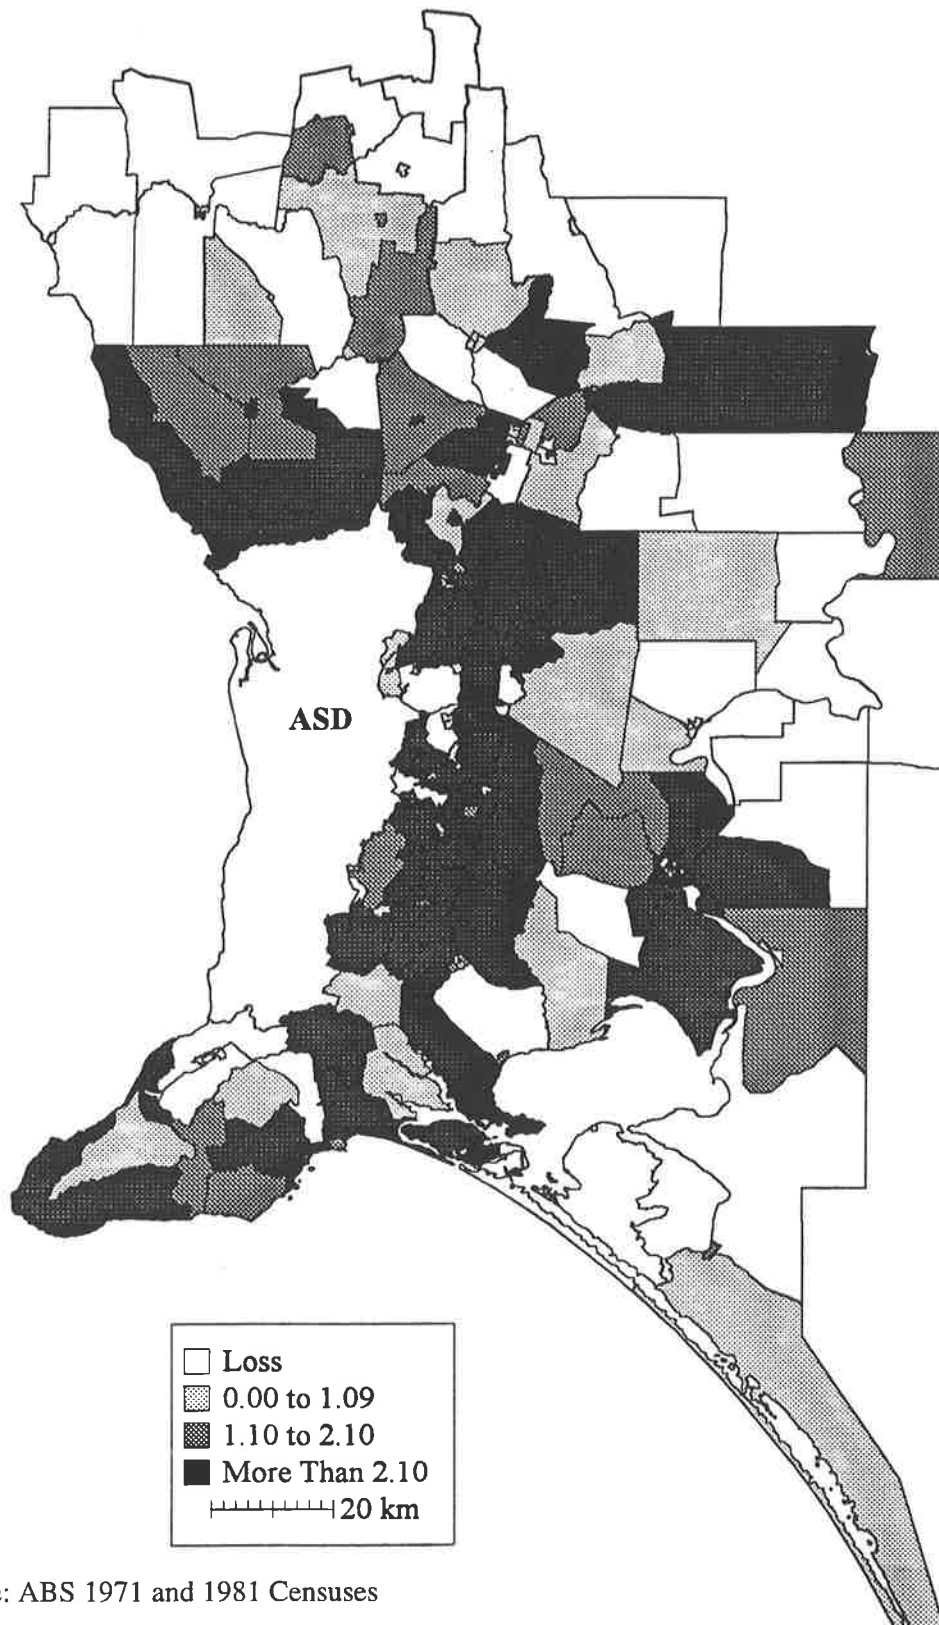 ASD
Loss
0.00 to 1.09
1.10 to 2.10
More Than 2.10
20 km
: ABS 1971 and 1981 Censuses